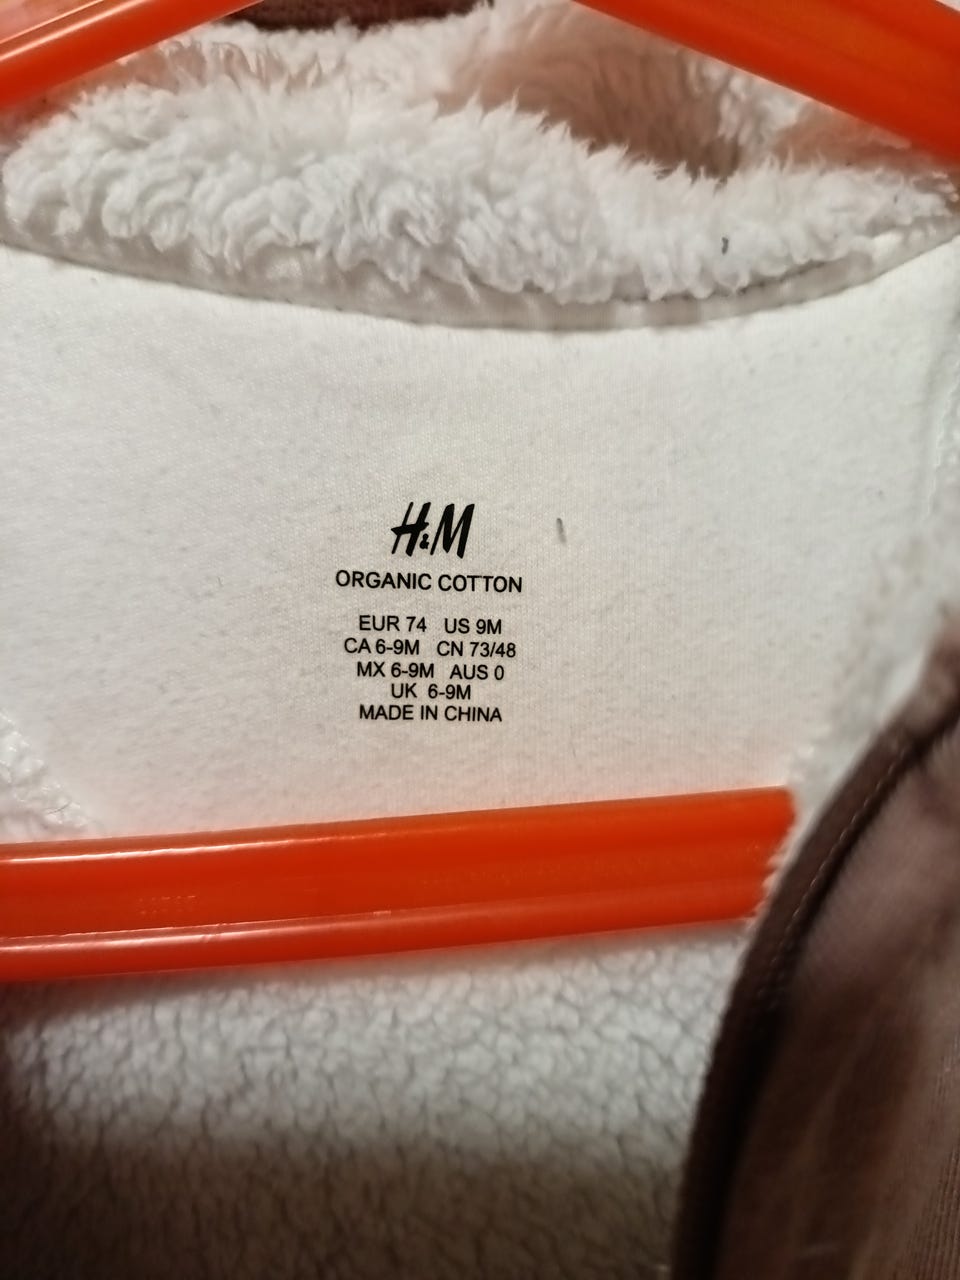 H&M
ORGANIC COTTON
EUR 74 US 9M
CA 6-9M CN 73/48
MX 6-9M AUS 0
UK 6-9M
MADE IN CHINA